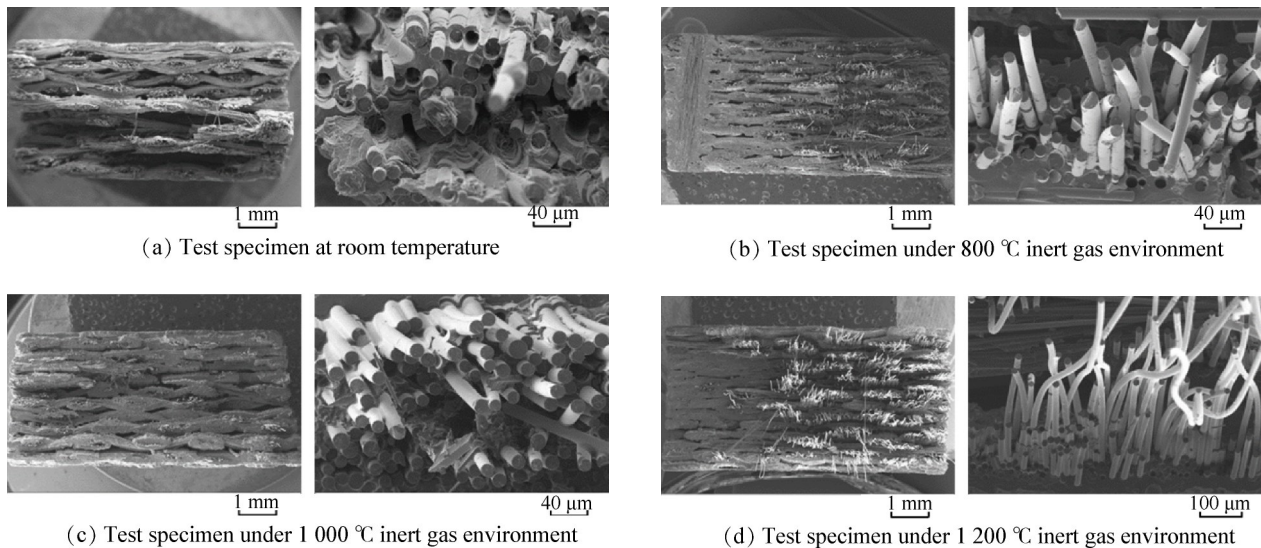 1 mm
40 μm
(a) Test specimen at room temperature
1 mm
40 μm
(b) Test specimen under 800 ℃ inert gas environment
1 mm
40 μm
(c) Test specimen under 1 000 ℃ inert gas environment
1 mm
100 μm
(d) Test specimen under 1 200 ℃ inert gas environment